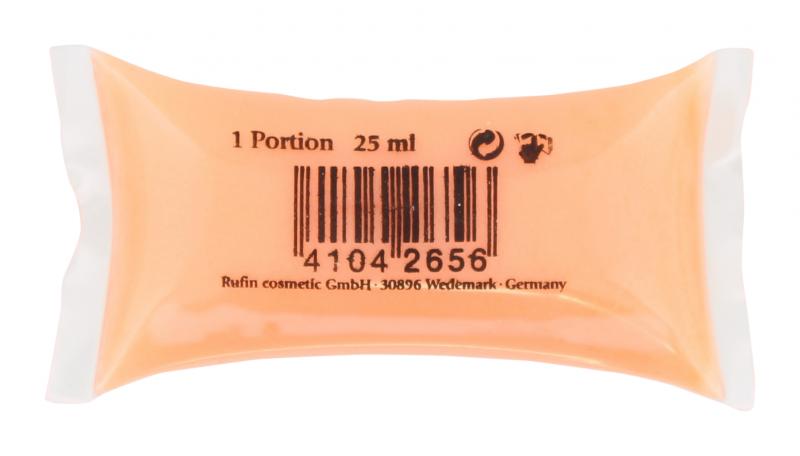 1 Portion 25 ml
4104 2656
Rufin cosmetic GmbH · 30896 Wedemark · Germany